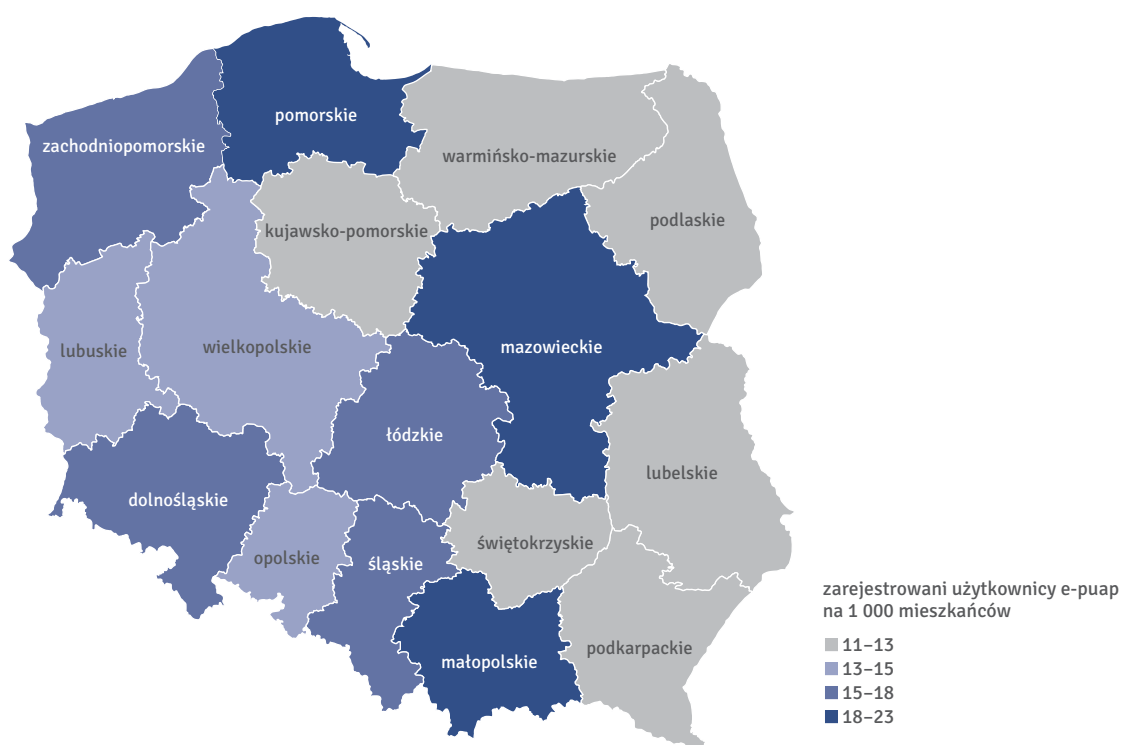 pomorskie
zachodniopomorskie
warmińsko-mazurskie
podlaskie
kujawsko-pomorskie
lubuskie
wielkopolskie
mazowieckie
łódzkie
lubelskie
dolnośląskie
świętokrzyskie
opolskie
śląskie
podkarpackie
małopolskie
zarejestrowani użytkownicy e-puap
na 1 000 mieszkańców
11–13
13–15
15–18
18–23